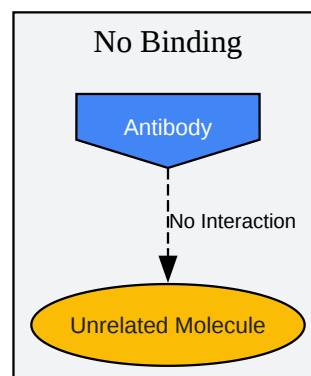 No Binding
Antibody
No Interaction
Unrelated Molecule